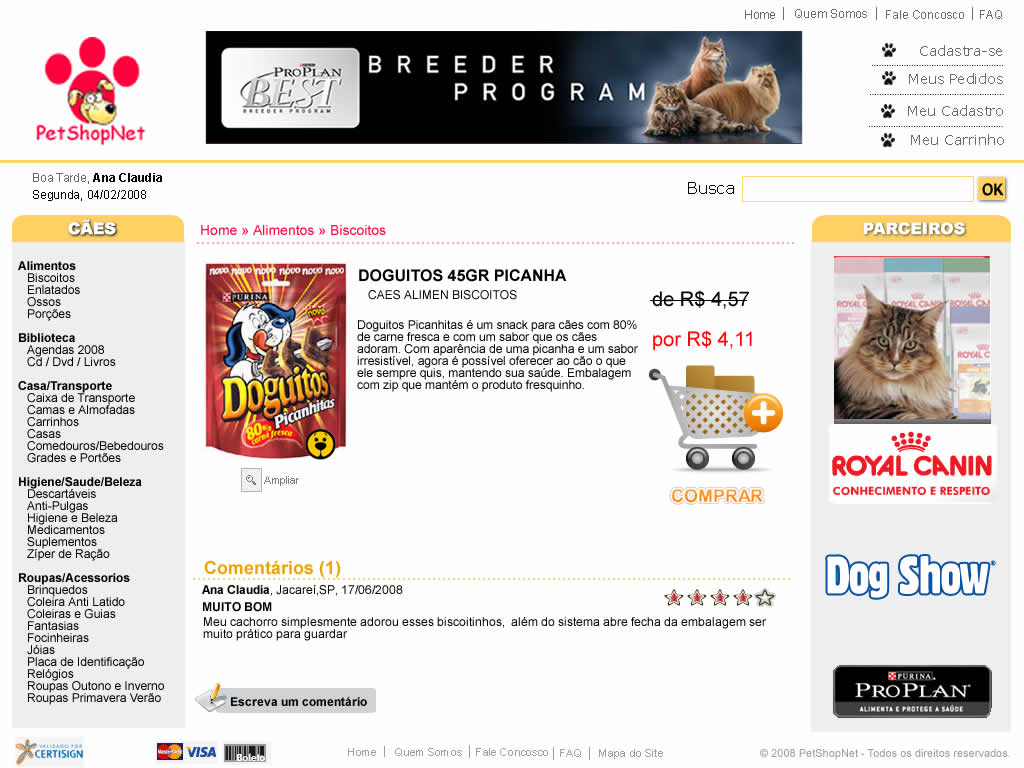 Home | Quem Somos | Fale Concosco | FAQ
PetShopNet
PROPLAN
BEST
BREEDER PROGRAM
BREEDER
PROGRAM
Cadastra-se
Meus Pedidos
Meu Cadastro
Meu Carrinho
Boa Tarde, Ana Claudia
Segunda, 04/02/2008
Busca
OK
CÃES
Alimentos
Biscoitos
Enlatados
Ossos
Porções
Biblioteca
Agendas 2008
Cd / Dvd / Livros
Casa/Transporte
Caixa de Transporte
Camas e Almofadas
Carrinhos
Casas
Comedouros/Bebedouros
Grades e Portões
Higiene/Saude/Beleza
Descartáveis
Anti-Pulgas
Higiene e Beleza
Medicamentos
Suplementos
Zíper de Ração
Roupas/Acessorios
Brinquedos
Coleira Anti Latido
Coleiras e Guias
Fantasias
Focinheiras
Jóias
Placa de Identificação
Relógios
Roupas Outono e Inverno
Roupas Primavera Verão
Home » Alimentos » Biscoitos
novo novo novo novo novo novo
PURINA
novo
Doguitos
Picanhitas
80%
carne fresca
Ampliar
DOGUITOS 45GR PICANHA
CAES ALIMEN BISCOITOS
Doguitos Picanhitas é um snack para cães com 80%
de carne fresca e com um sabor que os cães
adoram. Com aparência de uma picanha e um sabor
irresistível, agora é possível oferecer ao cão o que
ele sempre quis, mantendo sua saúde. Embalagem
com zip que mantém o produto fresquinho.
de R$ 4,57
por R$ 4,11
COMPRAR
Comentários (1)
Ana Claudia, Jacareí,SP, 17/06/2008
MUITO BOM
Meu cachorro simplesmente adorou esses biscoitinhos, além do sistema abre fecha da embalagem ser
muito prático para guardar
Escreva um comentário
PARCEIROS
ROYAL CANIN
CONHECIMENTO E RESPEITO
Dog Show
PURINA
PROPLAN
ALIMENTA E PROTEGE A SAÚDE
VALIDADO POR
CERTISIGN
MasterCard
VISA
Boleto
Home | Quem Somos | Fale Concosco | FAQ | Mapa do Site
© 2008 PetShopNet - Todos os direitos reservados.